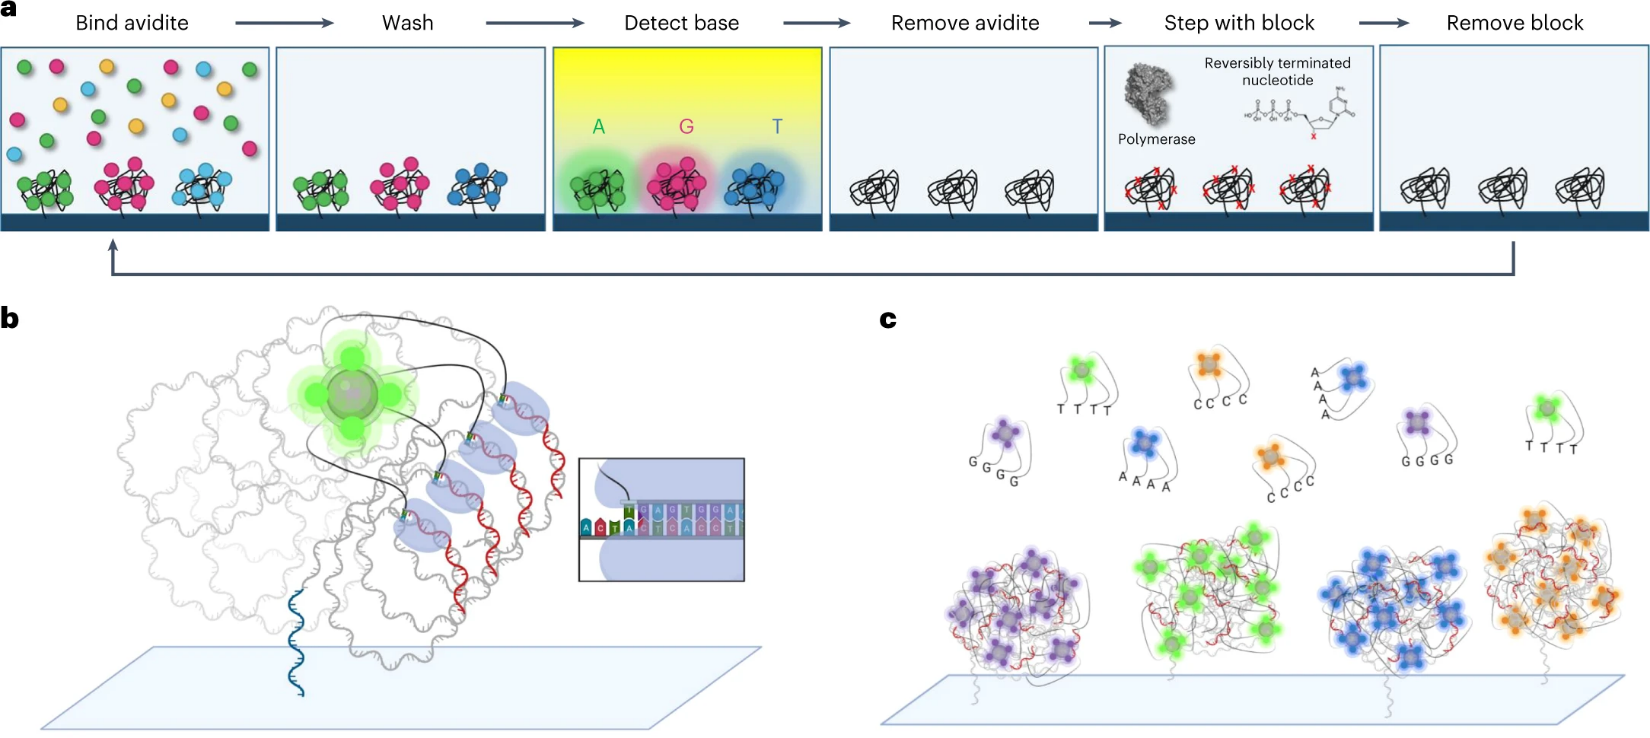 a
Bind avidite
Wash
Detect base
Remove avidite
Step with block
Remove block
A
G
T
Reversibly terminated
nucleotide
Polymerase
b
T G A G T G G A
A C T A C T C A C C T
c
T T T T
C C C C
A
A
A
A
G G G G
A A A A
C C C C
G G G G
T T T T